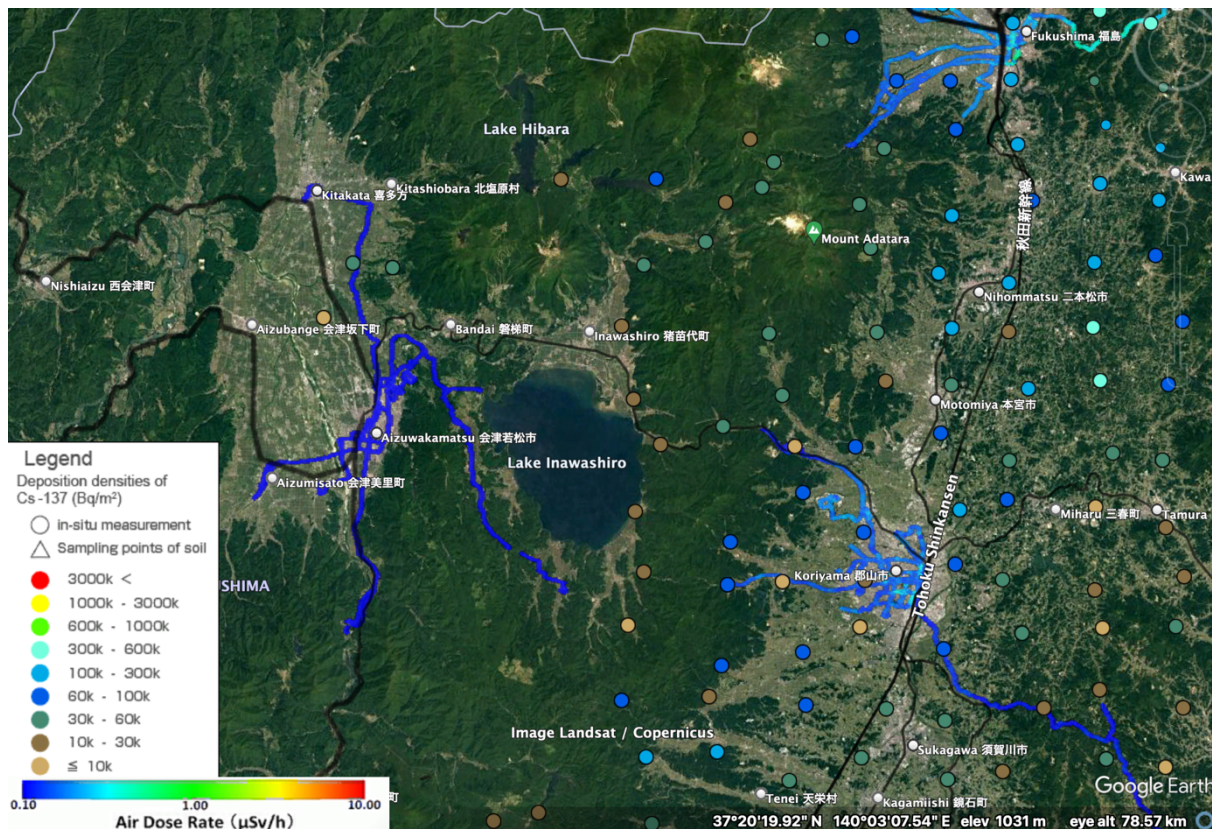 Fukushima 福島
Lake Hibara
Kitashiobara 北塩原村
Kitakata 喜多方
Kawa
秋田新幹線
Mount Adatara
Nishiaizu 西会津町
Nihommatsu 二本松市
Aizubange 会津坂下町
Bandai 磐梯町
Inawashiro 猪苗代町
Motomiya 本宮市
Aizuwakamatsu 会津若松市
Lake Inawashiro
Aizumisato 会津美里町
Tohoku Shinkansen
Miharu 三春町
Tamura
Koriyama 郡山市
SHIMA
Image Landsat / Copernicus
Sukagawa 須賀川市
Tenei 天栄村
Kagamiishi 鏡石町
町
Legend
Deposition densities of
Cs-137 (Bq/m²)
in-situ measurement
Sampling points of soil
3000k <
1000k - 3000k
600k - 1000k
300k - 600k
100k - 300k
60k - 100k
30k - 60k
10k - 30k
≤ 10k
0.10 1.00 10.00
Air Dose Rate (μSv/h)
Google Earth
37°20'19.92" N 140°03'07.54" E elev 1031 m eye alt 78.57 km